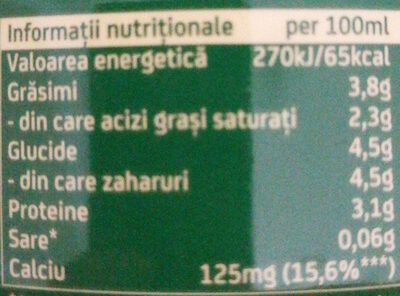 Informații nutriționale per 100ml
Valoarea energetică 270kJ/65kcal
Grăsimi 3,8g
- din care acizi grași saturați 2,3g
Glucide 4,5g
- din care zaharuri 4,5g
Proteine 3,1g
Sare* 0,06g
Calciu 125mg (15,6%***)